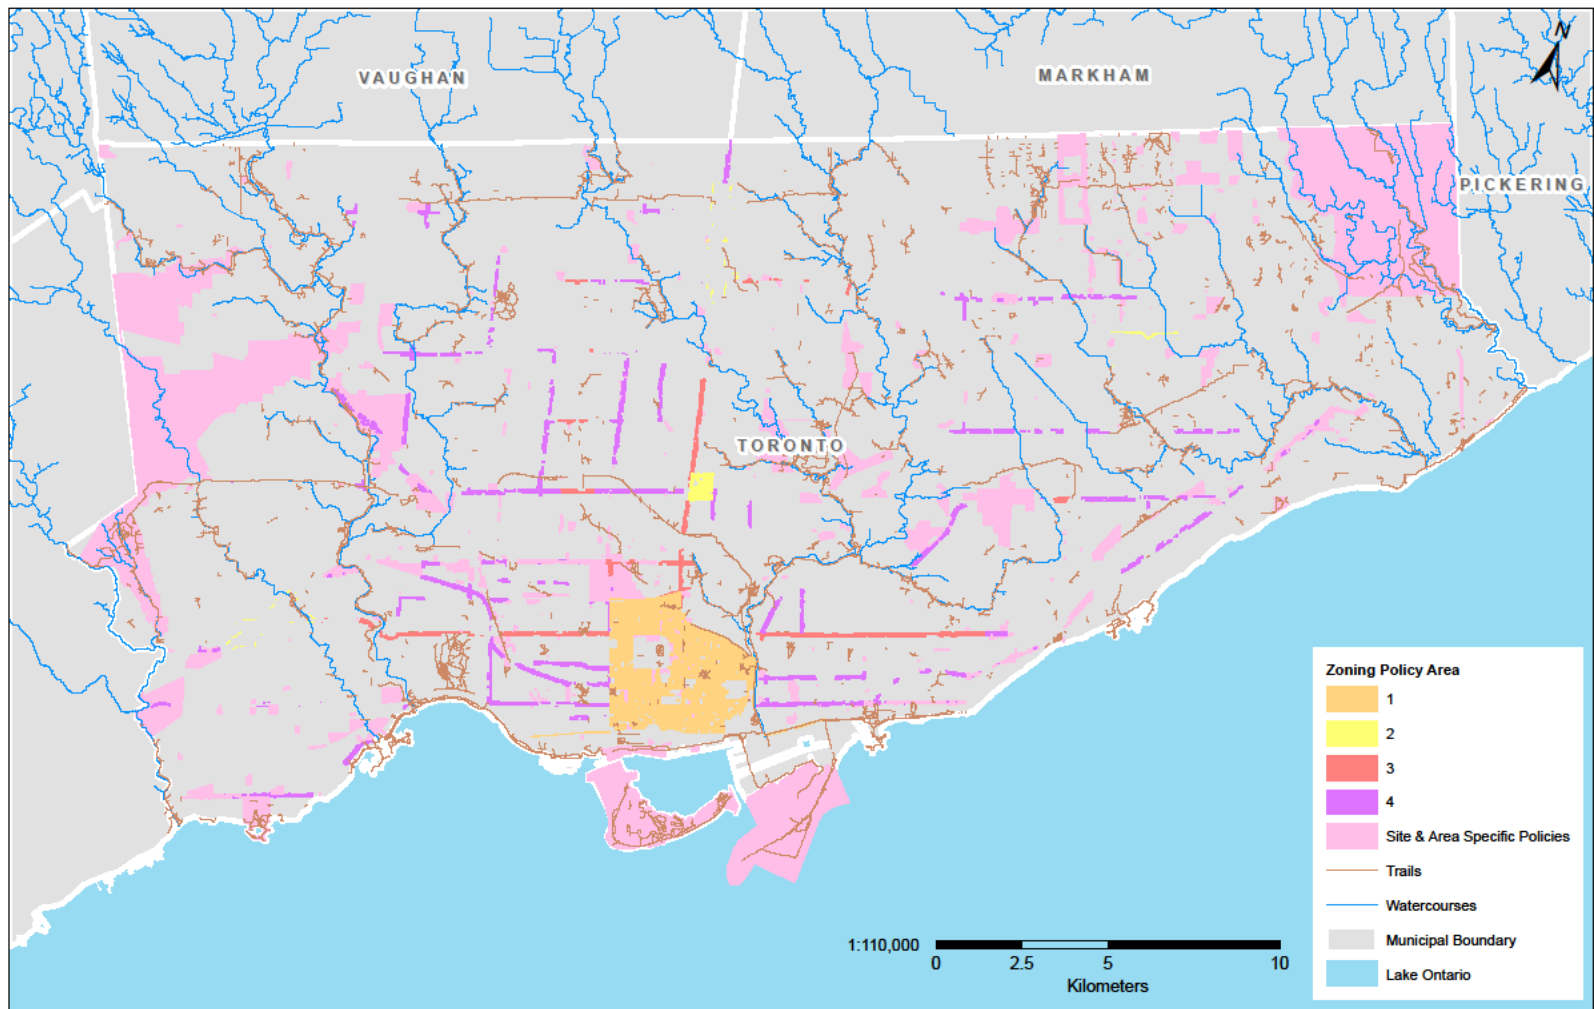 N
VAUGHAN
MARKHAM
PICKERING
TORONTO
Zoning Policy Area
1
2
3
4
Site & Area Specific Policies
Trails
Watercourses
Municipal Boundary
Lake Ontario
1:110,000
0 2.5 5 10
Kilometers